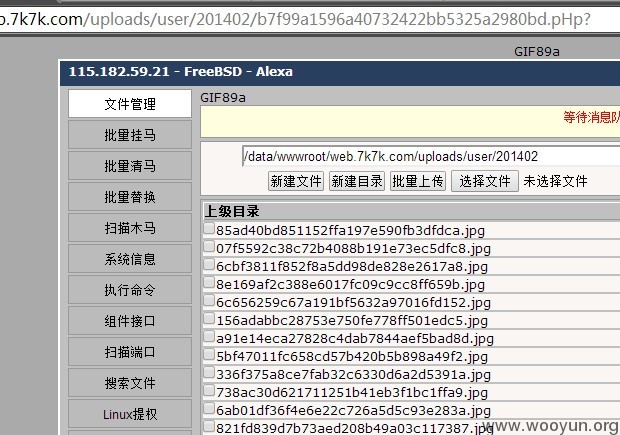 b.7k7k.com/uploads/user/201402/b7f99a1596a40732422bb5325a2980bd.pHp?
GIF89a
115.182.59.21 - FreeBSD - Alexa
文件管理
批量挂马
批量清马
批量替换
扫描木马
系统信息
执行命令
组件接口
扫描端口
搜索文件
Linux提权
GIF89a
等待消息队
/data/wwwroot/web.7k7k.com/uploads/user/201402
新建文件 新建目录 批量上传 选择文件 未选择文件
上级目录
85ad40bd851152ffa197e590fb3dfdca.jpg
07f5592c38c72b4088b191e73ec5dfc8.jpg
6cbf3811f852f8a5dd98de828e2617a8.jpg
8e169af2c388e6017fc09c9cc8ff659b.jpg
6c656259c67a191bf5632a97016fd152.jpg
156adabbc28753e750fe778ff501edc5.jpg
a91e14eca27828c4dab7844aef5bad8d.jpg
5bf47011fc658cd57b420b5b898a49f2.jpg
336f375a8ce7fab32c6330d6a2d5391a.jpg
738ac30d621711251b41eb3f1bc1ffa9.jpg
6ab01df36f4e6e22c726a5d5c93e283a.jpg
821fd839d7b73aed208b49a03c117387.jpg
www.wooyun.org